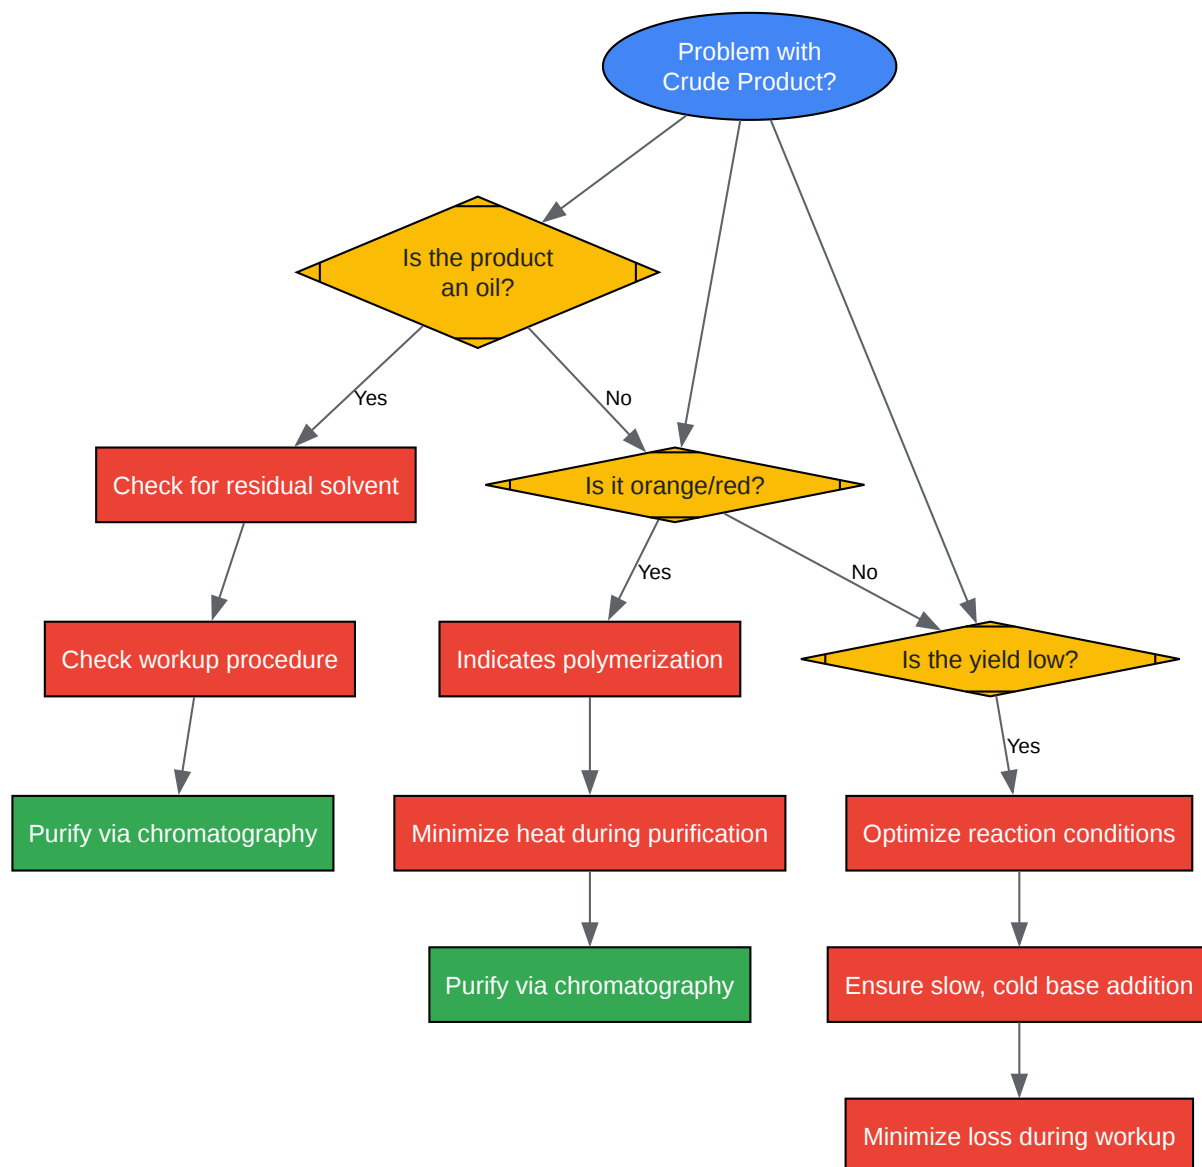 Problem with
Crude Product?
Is the product
an oil?
Yes
No
Check for residual solvent
Is it orange/red?
Yes
No
Check workup procedure
Indicates polymerization
Is the yield low?
Yes
Purify via chromatography
Minimize heat during purification
Optimize reaction conditions
Purify via chromatography
Ensure slow, cold base addition
Minimize loss during workup